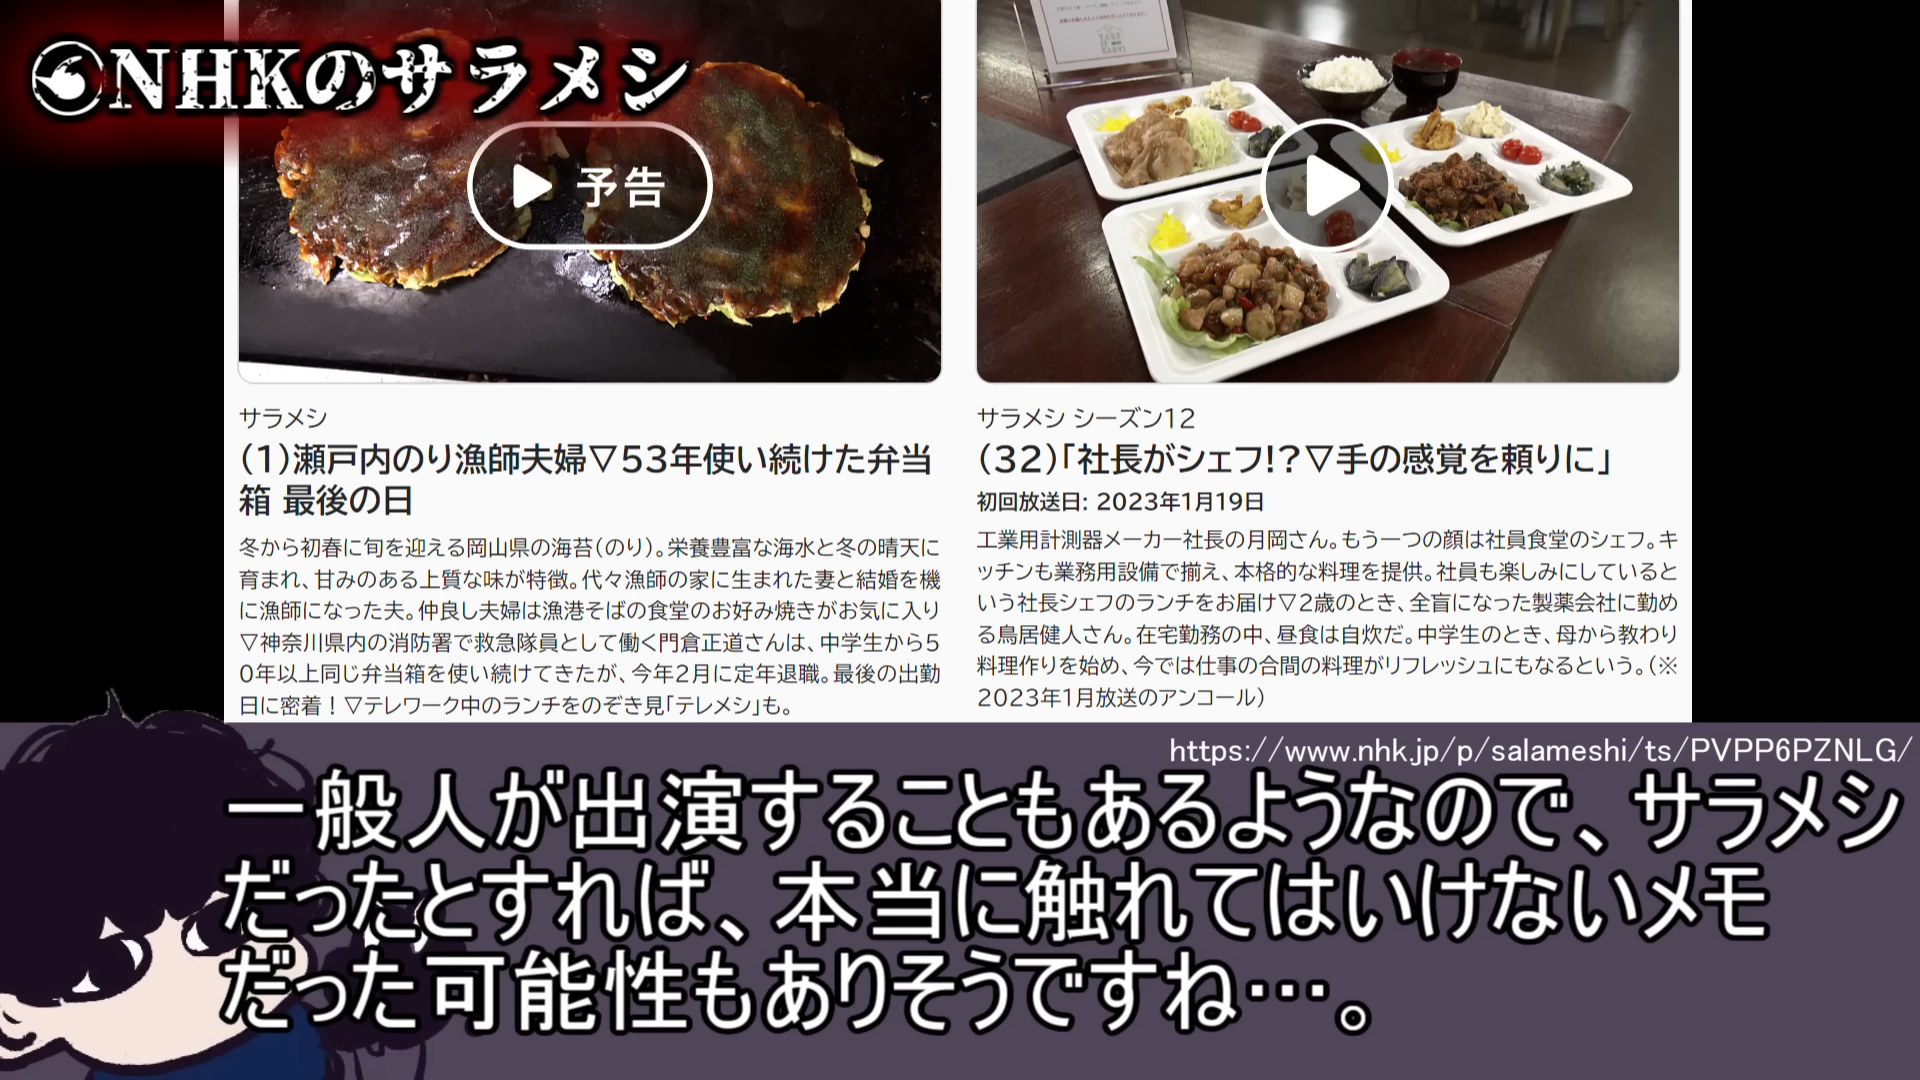 NHKのサラメシ
予告
サラメシ
(1)瀬戸内のり漁師夫婦▽53年使い続けた弁当
箱 最後の日
冬から初春に旬を迎える岡山県の海苔(のり)。栄養豊富な海水と冬の晴天に
育まれ、甘みのある上質な味が特徴。代々漁師の家に生まれた妻と結婚を機
に漁師になった夫。仲良し夫婦は漁港そばの食堂のお好み焼きがお気に入り
▽神奈川県内の消防署で救急隊員として働く門倉正道さんは、中学生から5
0年以上同じ弁当箱を使い続けてきたが、今年2月に定年退職。最後の出勤
日に密着！▽テレワーク中のランチをのぞき見「テレメシ」も。
サラメシ シーズン12
(32)「社長がシェフ!?▽手の感覚を頼りに」
初回放送日: 2023年1月19日
工業用計測器メーカー社長の月岡さん。もう一つの顔は社員食堂のシェフ。キ
ッチンも業務用設備で揃え、本格的な料理を提供。社員も楽しみにしていると
いう社長シェフのランチをお届け▽2歳のとき、全盲になった製薬会社に勤め
る鳥居健人さん。在宅勤務の中、昼食は自炊だ。中学生のとき、母から教わり
料理作りを始め、今では仕事の合間の料理がリフレッシュにもなるという。(※
2023年1月放送のアンコール)
https://www.nhk.jp/p/salameshi/ts/PVPP6PZNLG/
一般人が出演することもあるようなので、サラメシ
だったとすれば、本当に触れてはいけないメモ
だった可能性もありそうですね…。